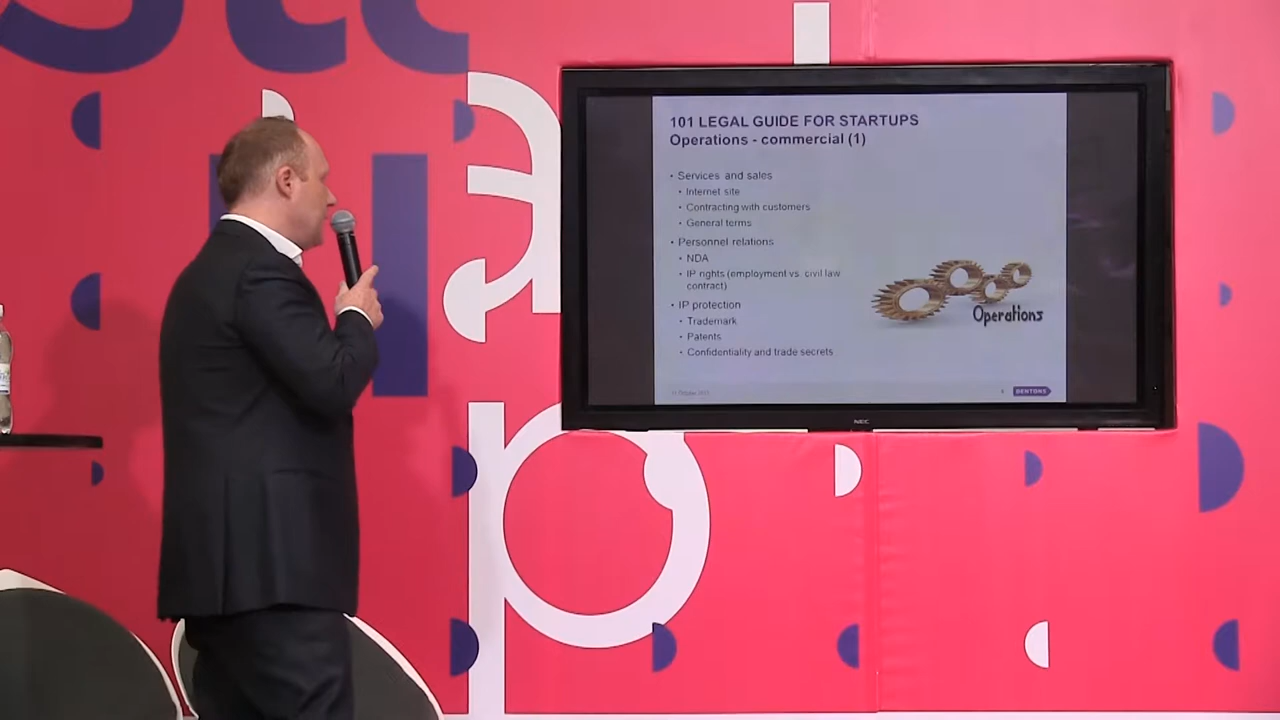 101 LEGAL GUIDE FOR STARTUPS
Operations - commercial (1)
• Services and sales
• Internet site
• Contracting with customers
• General terms
• Personnel relations
• NDA
• IP rights (employment vs. civil law
contract)
• IP protection
• Trademark
• Patents
• Confidentiality and trade secrets
Operations
DENTONS
NEC